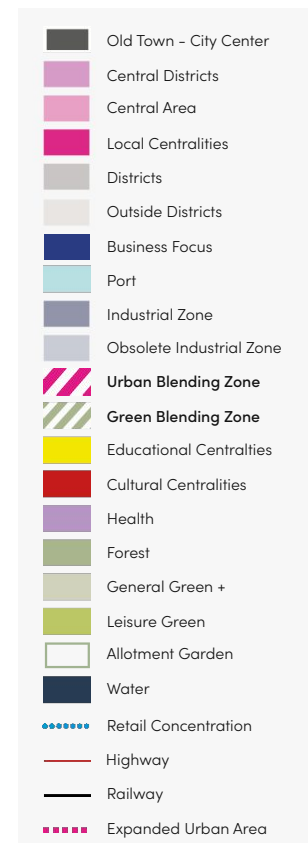 Old Town - City Center
Central Districts
Central Area
Local Centralities
Districts
Outside Districts
Business Focus
Port
Industrial Zone
Obsolete Industrial Zone
Urban Blending Zone
Green Blending Zone
Educational Centralties
Cultural Centralities
Health
Forest
General Green +
Leisure Green
Allotment Garden
Water
Retail Concentration
Highway
Railway
Expanded Urban Area